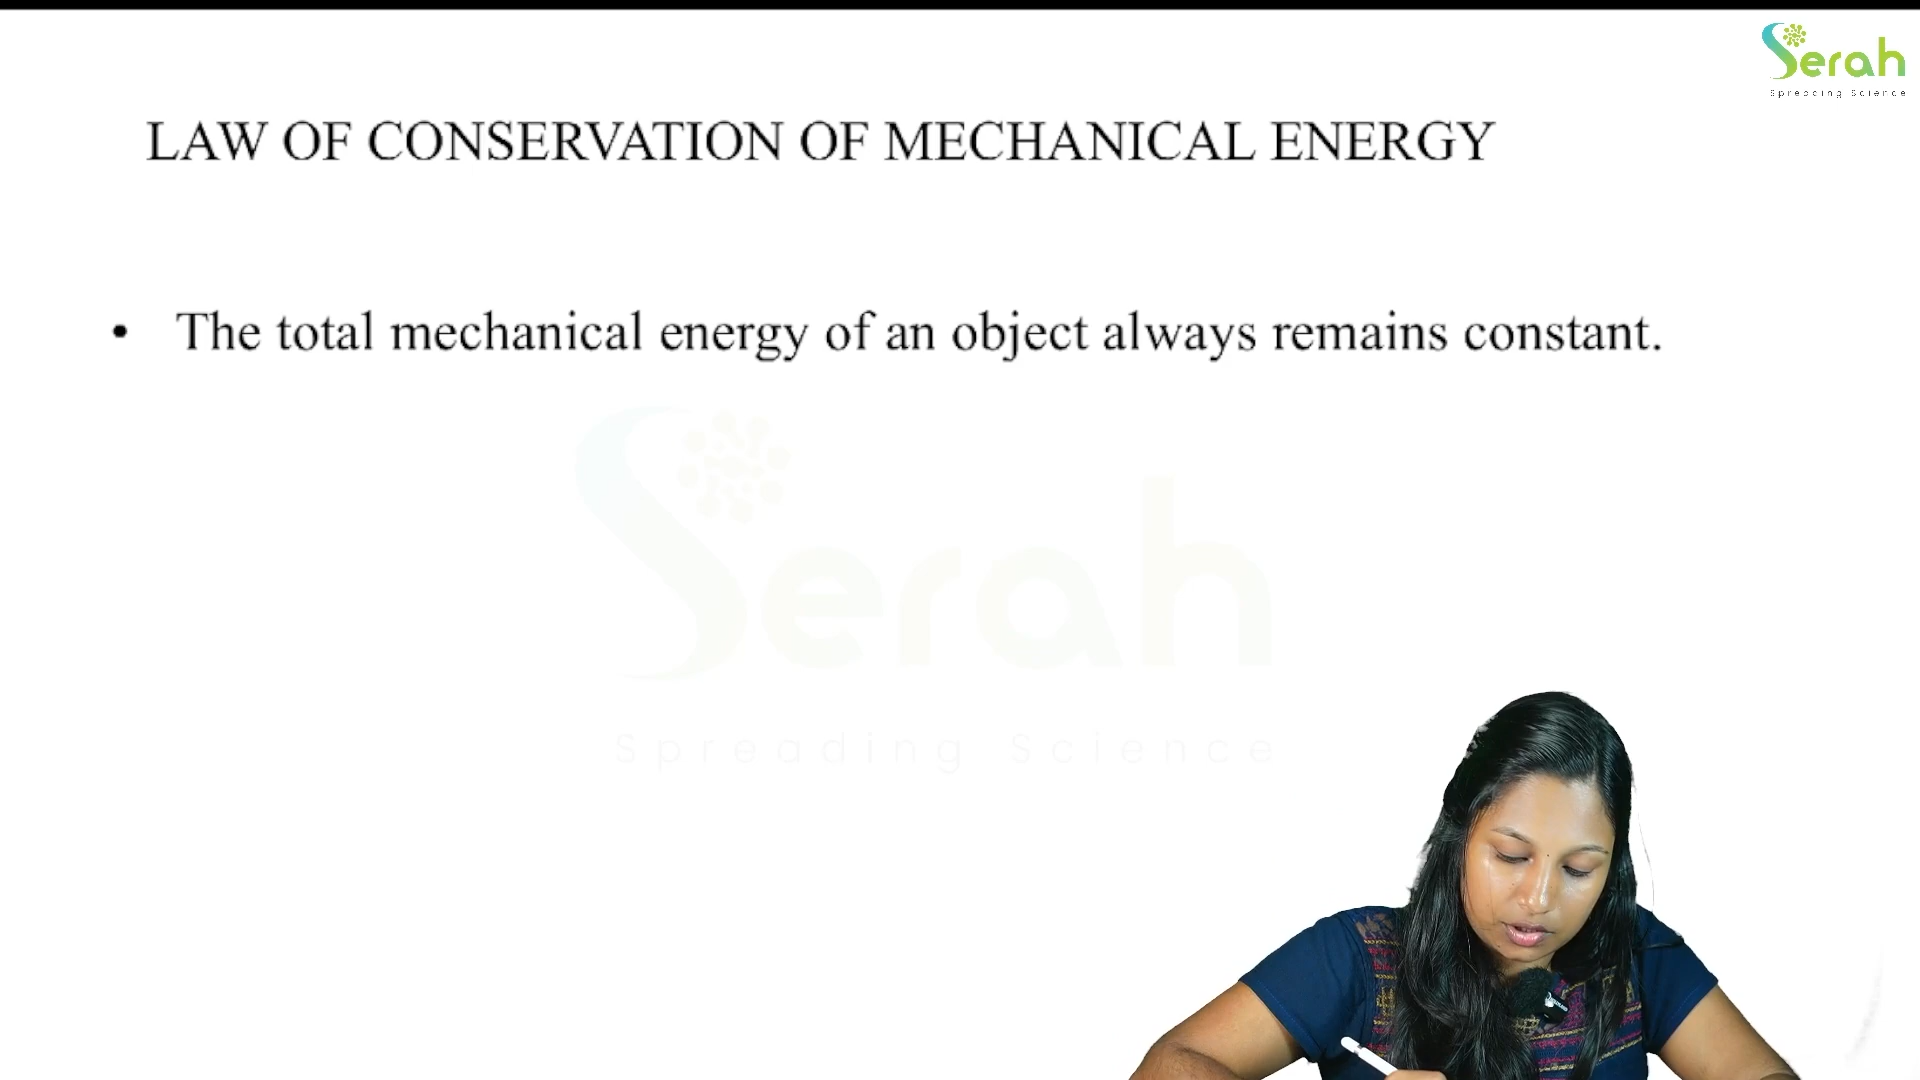 Serah
Spreading Science
LAW OF CONSERVATION OF MECHANICAL ENERGY
• The total mechanical energy of an object always remains constant.
Serah
Spreading Science